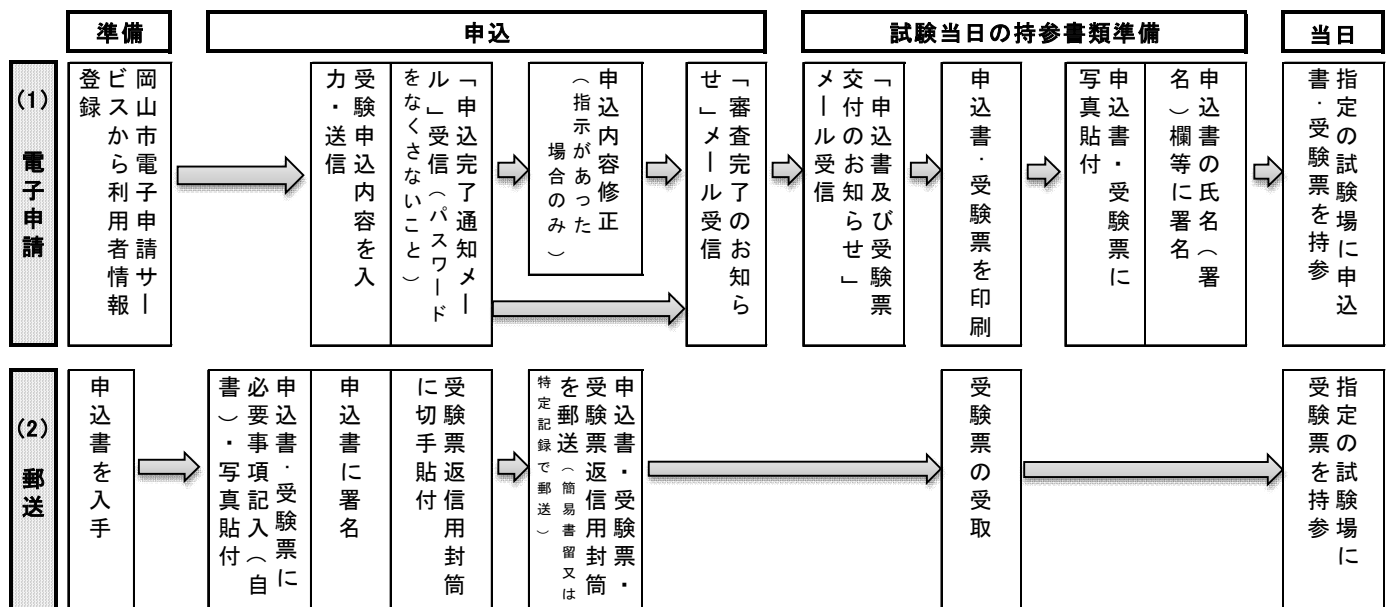 準備
申込
試験当日の持参書類準備
当日
(1)
電子申請
岡山市電子申請サー
ビスから利用者情報
登録
受験申込内容を入
力・送信
「申込完了通知メー
ル」受信(パスワード
をなくさないこと)
申込内容修正
(指示があった
場合のみ)
「審査完了のお知ら
せ」メール受信
「申込書及び受験票
交付のお知らせ」
メール受信
申込書・受験票を印刷
申込書・受験票に
写真貼付
申込書の氏名(署
名)欄等に署名
指定の試験場に申込
書・受験票を持参
(2)
郵送
申込書を入手
申込書・受験票に
必要事項記入(自
書)・写真貼付
申込書に署名
受験票返信用封筒
に切手貼付
申込書・受験票・
受験票返信用封筒
を郵送(簡易書留又は
特定記録で郵送)
受験票の受取
指定の試験場に
受験票を持参